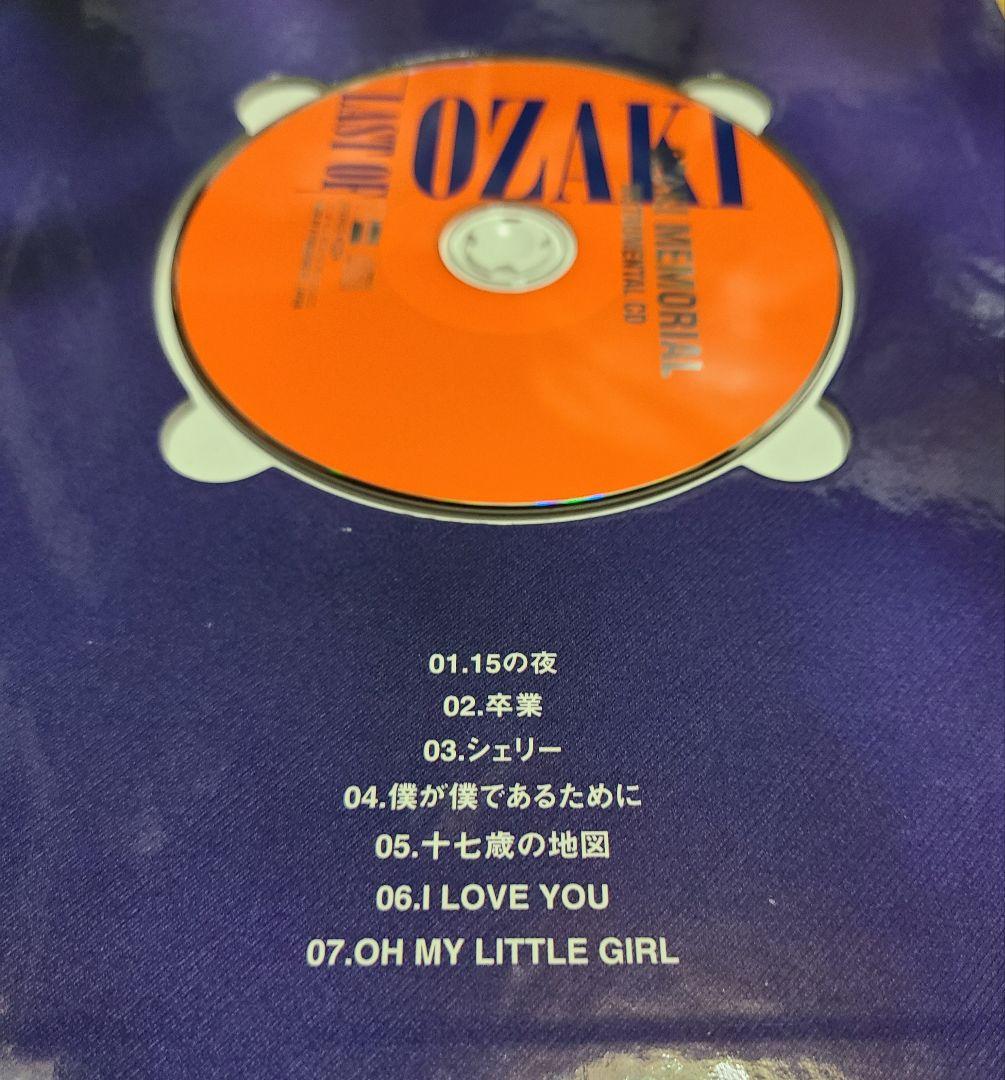 OZAKI
LAST OF
OZAKI MEMORIAL
INSTRUMENTAL CD
01.15の夜
02.卒業
03.シェリー
04.僕が僕であるために
05.十七歳の地図
06.I LOVE YOU
07.OH MY LITTLE GIRL